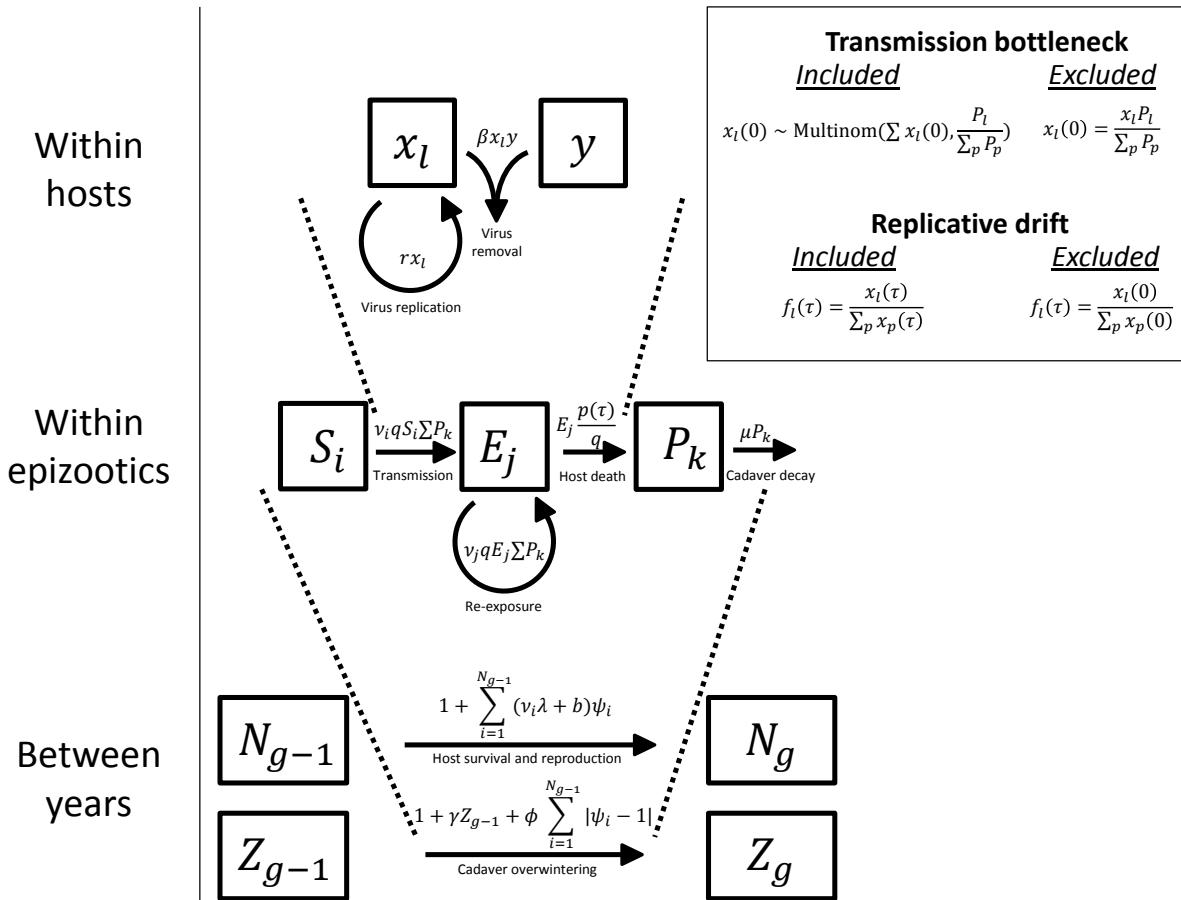 Transmission bottleneck
Included Excluded
x_l(0) ~ Multinom(∑ x_l(0), P_l / ∑_p P_p) x_l(0) = x_l P_l / ∑_p P_p
Replicative drift
Included Excluded
f_l(τ) = x_l(τ) / ∑_p x_p(τ) f_l(τ) = x_l(0) / ∑_p x_p(0)
Within
hosts
x_l
βx_l y
y
Virus
removal
rx_l
Virus replication
Within
epizootics
S_i
ν_i qS_i∑P_k
Transmission
E_j
E_j p(τ) / q
Host death
P_k
μP_k
Cadaver decay
ν_j qE_j∑P_k
Re-exposure
Between
years
N_{g−1}
1 + ∑_{i=1}^{N_{g−1}} (ν_i λ + b)ψ_i
Host survival and reproduction
N_g
Z_{g−1}
1 + γZ_{g−1} + ϕ ∑_{i=1}^{N_{g−1}} |ψ_i − 1|
Cadaver overwintering
Z_g